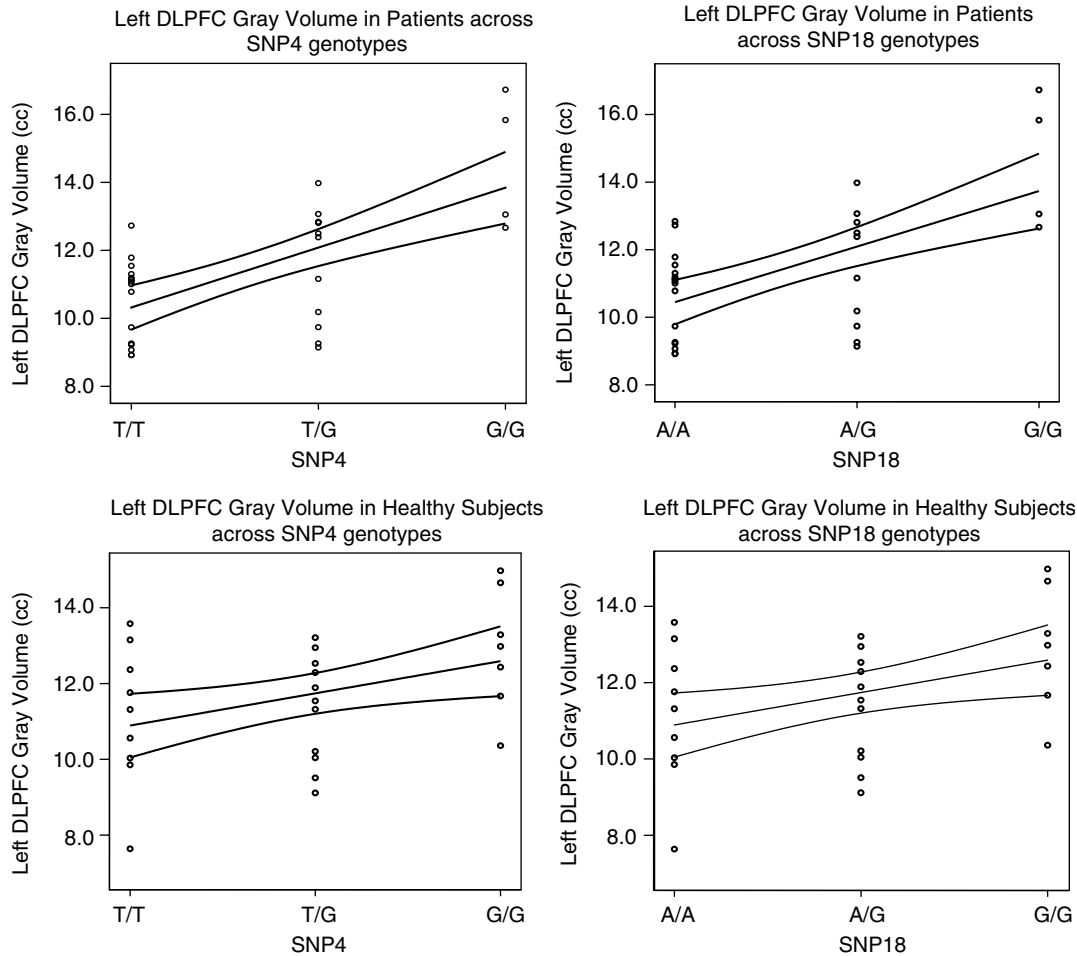 Left DLPFC Gray Volume in Patients across
SNP4 genotypes
Left DLPFC Gray Volume (cc)
16.0
14.0
12.0
10.0
8.0
T/T
T/G
G/G
SNP4
Left DLPFC Gray Volume in Patients
across SNP18 genotypes
Left DLPFC Gray Volume (cc)
16.0
14.0
12.0
10.0
8.0
A/A
A/G
G/G
SNP18
Left DLPFC Gray Volume in Healthy Subjects
across SNP4 genotypes
Left DLPFC Gray Volume (cc)
14.0
12.0
10.0
8.0
T/T
T/G
G/G
SNP4
Left DLPFC Gray Volume in Healthy Subjects
across SNP18 genotypes
Left DLPFC Gray Volume (cc)
14.0
12.0
10.0
8.0
A/A
A/G
G/G
SNP18